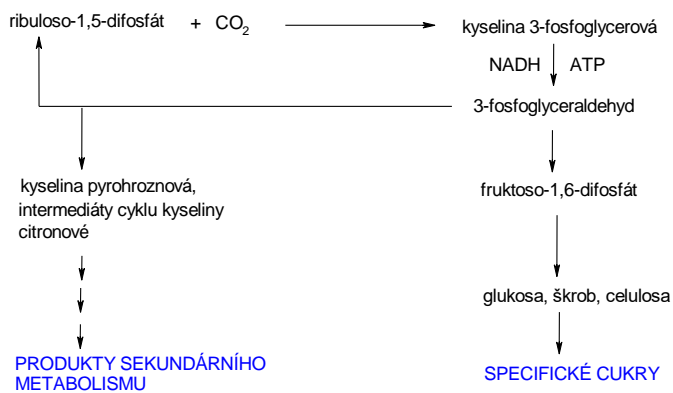 ribuloso-1,5-difosfát + CO2
kyselina 3-fosfoglycerová
NADH ATP
3-fosfoglyceraldehyd
kyselina pyrohroznová,
intermediáty cyklu kyseliny
citronové
fruktoso-1,6-difosfát
glukosa, škrob, celulosa
PRODUKTY SEKUNDÁRNÍHO
METABOLISMU
SPECIFICKÉ CUKRY